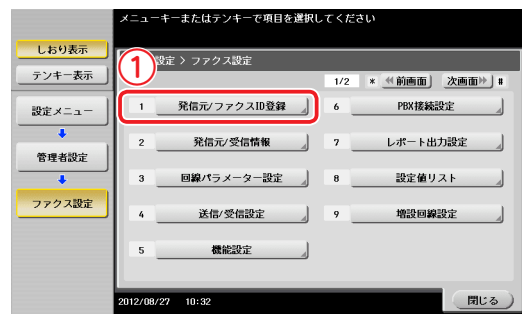 メニューキーまたはテンキーで項目を選択してください
しおり表示
テンキー表示
設定メニュー
管理者設定
ファクス設定
①
設定 > ファクス設定
1/2 * 前画面 次画面 #
1 発信元/ファクスID登録
2 発信元/受信情報
3 回線パラメーター設定
4 送信/受信設定
5 機能設定
6 PBX接続設定
7 レポート出力設定
8 設定値リスト
9 増設回線設定
2012/08/27 10:32
閉じる